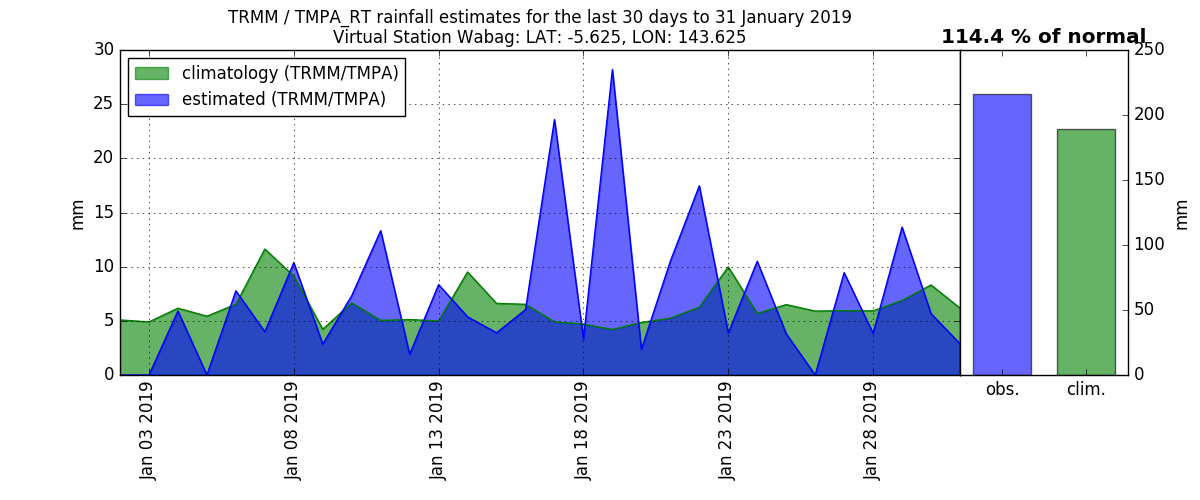 TRMM / TMPA_RT rainfall estimates for the last 30 days to 31 January 2019
Virtual Station Wabag: LAT: -5.625, LON: 143.625
114.4 % of normal
climatology (TRMM/TMPA)
estimated (TRMM/TMPA)
30
25
20
15
10
5
0
mm
Jan 03 2019
Jan 08 2019
Jan 13 2019
Jan 18 2019
Jan 23 2019
Jan 28 2019
obs.
clim.
250
200
150
100
50
0
mm